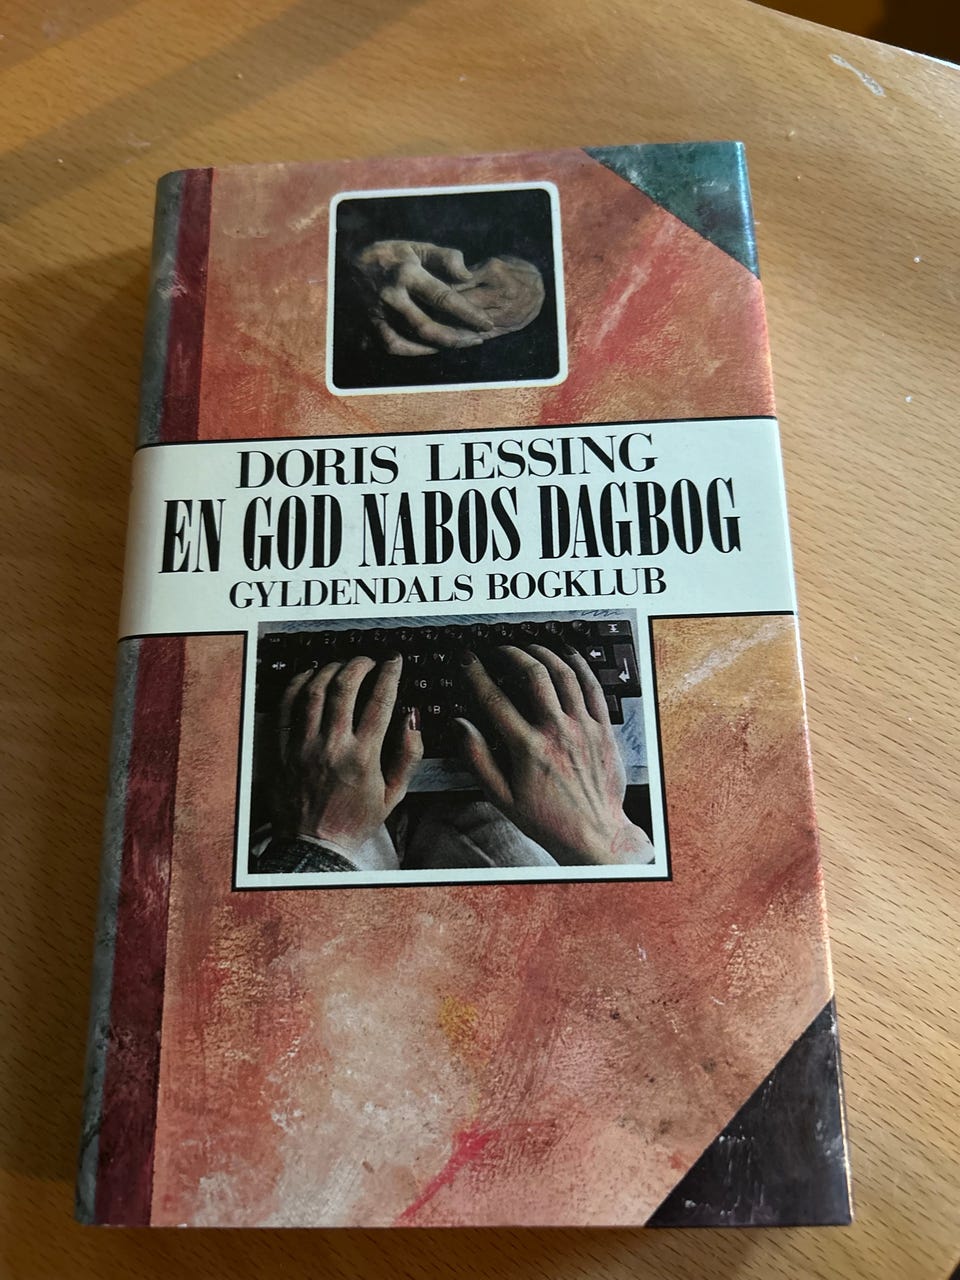 DORIS LESSING
EN GOD NABOS DAGBOG
GYLDENDALS BOGKLUB
T Y
G H
B N